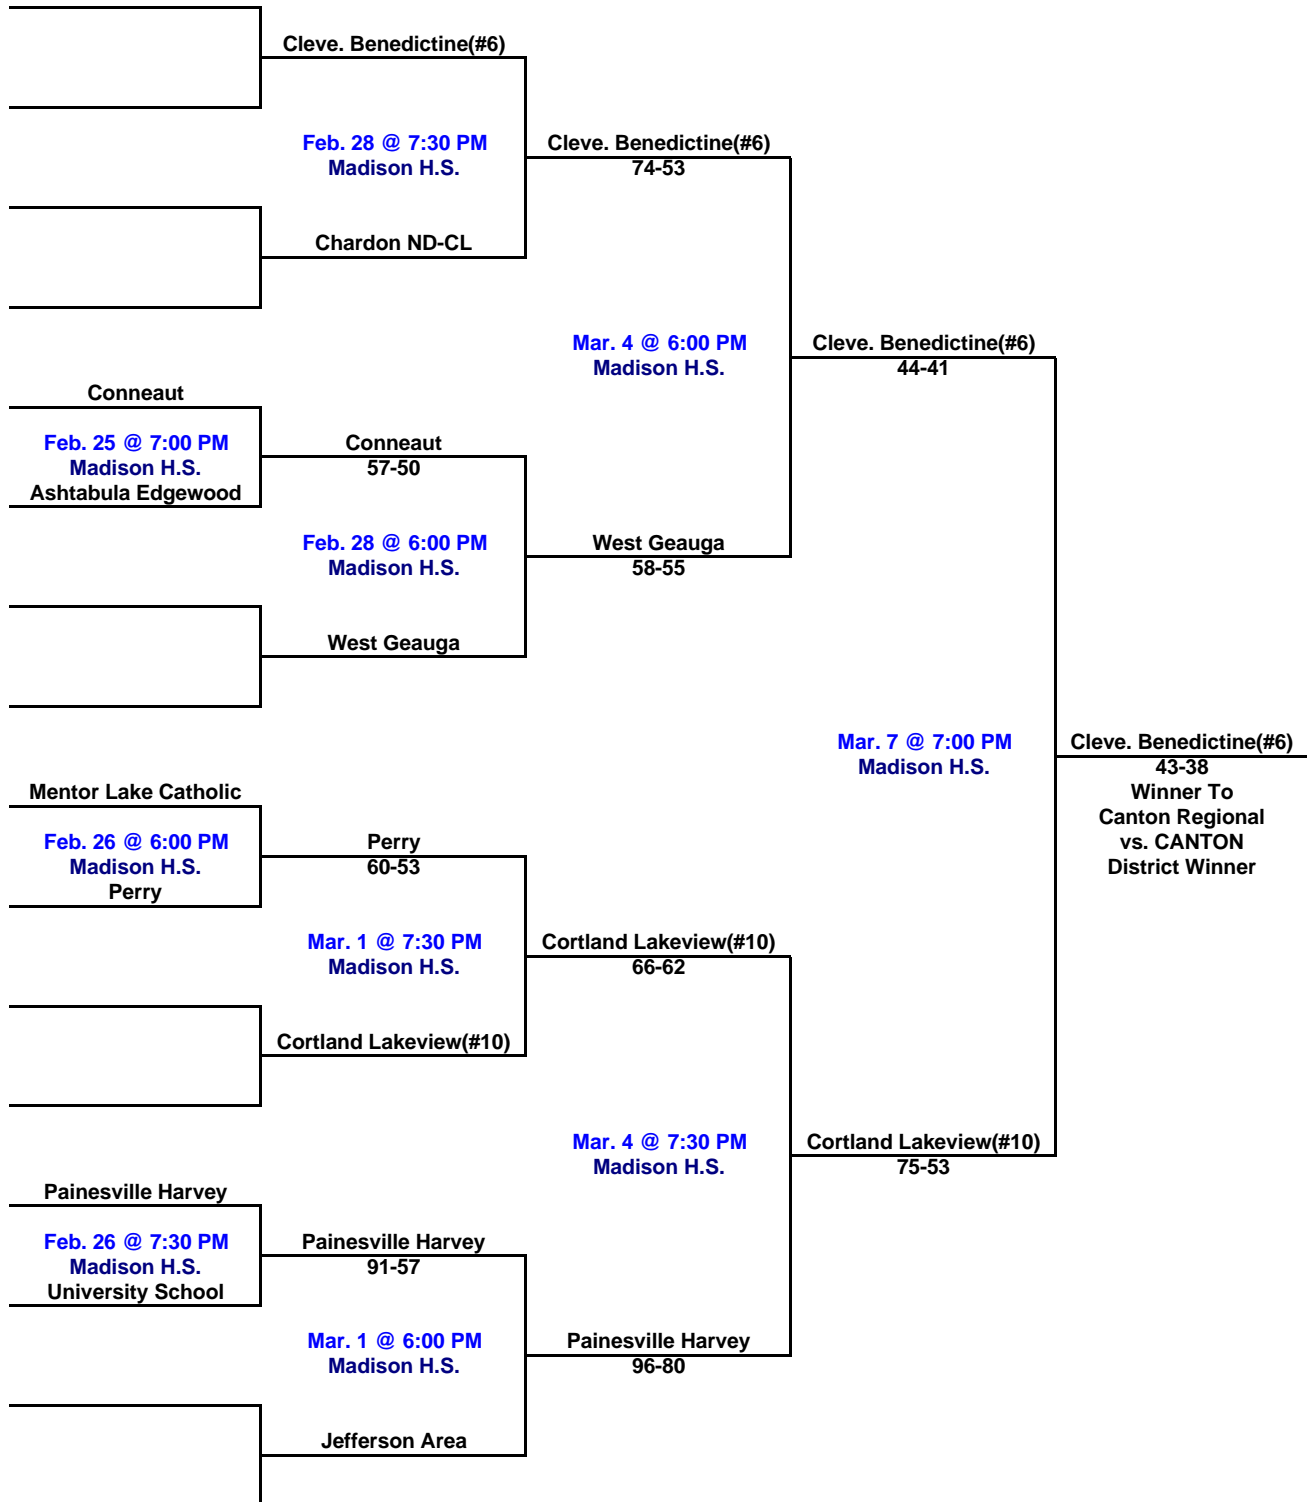 Cleve. Benedictine(#6)
Feb. 28 @ 7:30 PM
Madison H.S.
Cleve. Benedictine(#6)
74-53
Chardon ND-CL
Mar. 4 @ 6:00 PM
Madison H.S.
Cleve. Benedictine(#6)
44-41
Conneaut
Feb. 25 @ 7:00 PM
Madison H.S.
Ashtabula Edgewood
Conneaut
57-50
Feb. 28 @ 6:00 PM
Madison H.S.
West Geauga
58-55
West Geauga
Mar. 7 @ 7:00 PM
Madison H.S.
Cleve. Benedictine(#6)
43-38
Winner To
Canton Regional
vs. CANTON
District Winner
Mentor Lake Catholic
Feb. 26 @ 6:00 PM
Madison H.S.
Perry
Perry
60-53
Mar. 1 @ 7:30 PM
Madison H.S.
Cortland Lakeview(#10)
66-62
Cortland Lakeview(#10)
Mar. 4 @ 7:30 PM
Madison H.S.
Cortland Lakeview(#10)
75-53
Painesville Harvey
Feb. 26 @ 7:30 PM
Madison H.S.
University School
Painesville Harvey
91-57
Mar. 1 @ 6:00 PM
Madison H.S.
Painesville Harvey
96-80
Jefferson Area